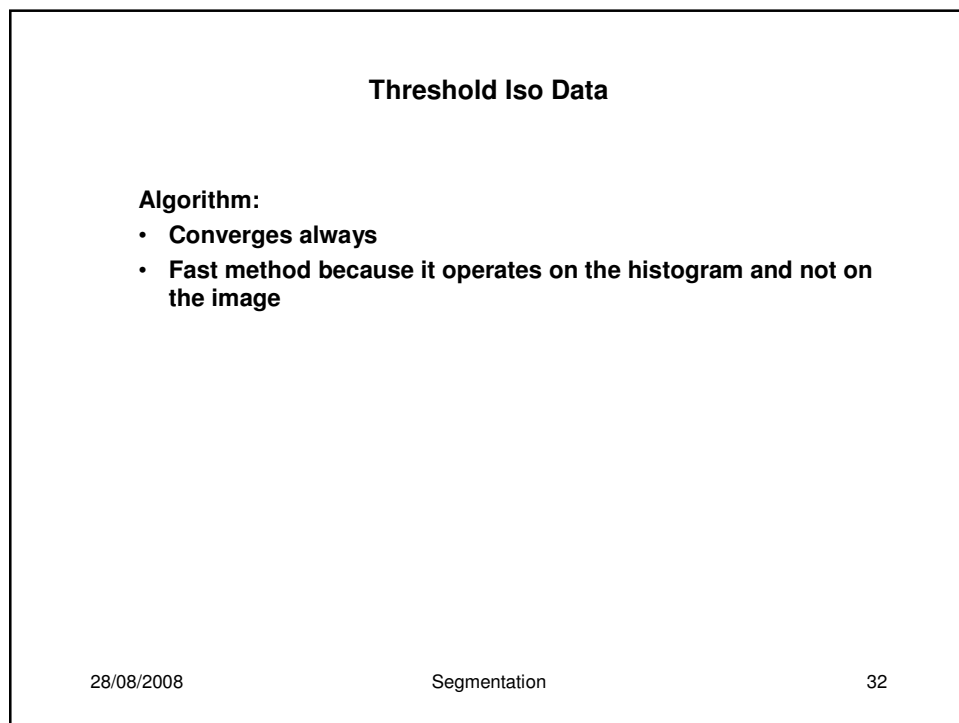 Threshold Iso Data
Algorithm:
• Converges always
• Fast method because it operates on the histogram and not on
the image
28/08/2008 Segmentation 32